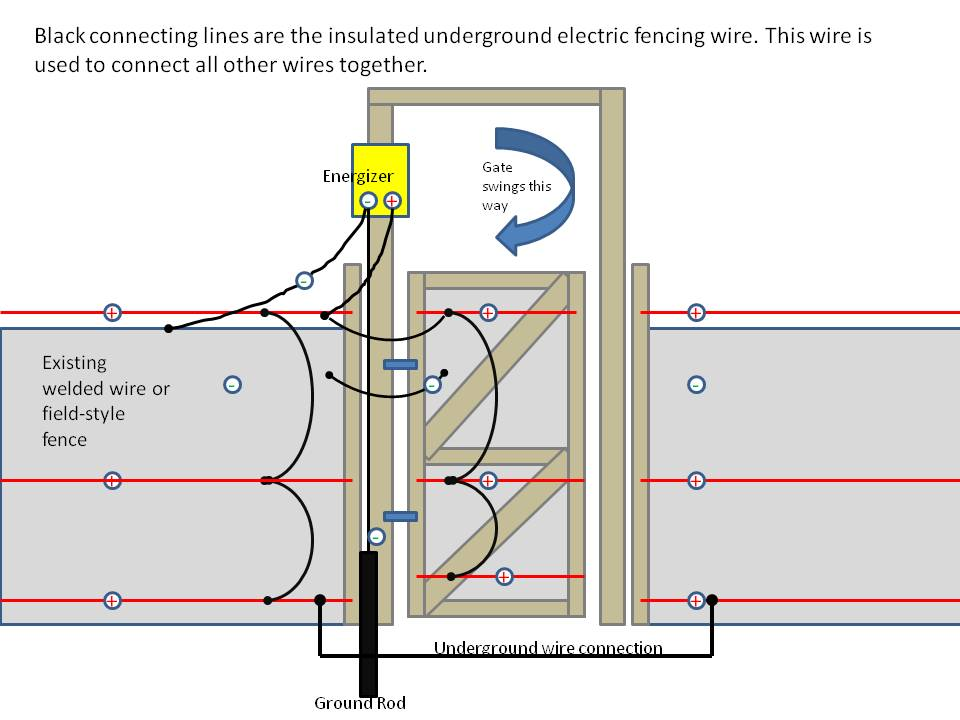 Black connecting lines are the insulated underground electric fencing wire. This wire is
used to connect all other wires together.
Energizer
- +
Gate
swings this
way
-
+ + +
Existing
welded wire or
field-style
fence
- - -
+ + +
-
+
+ +
Underground wire connection
Ground Rod